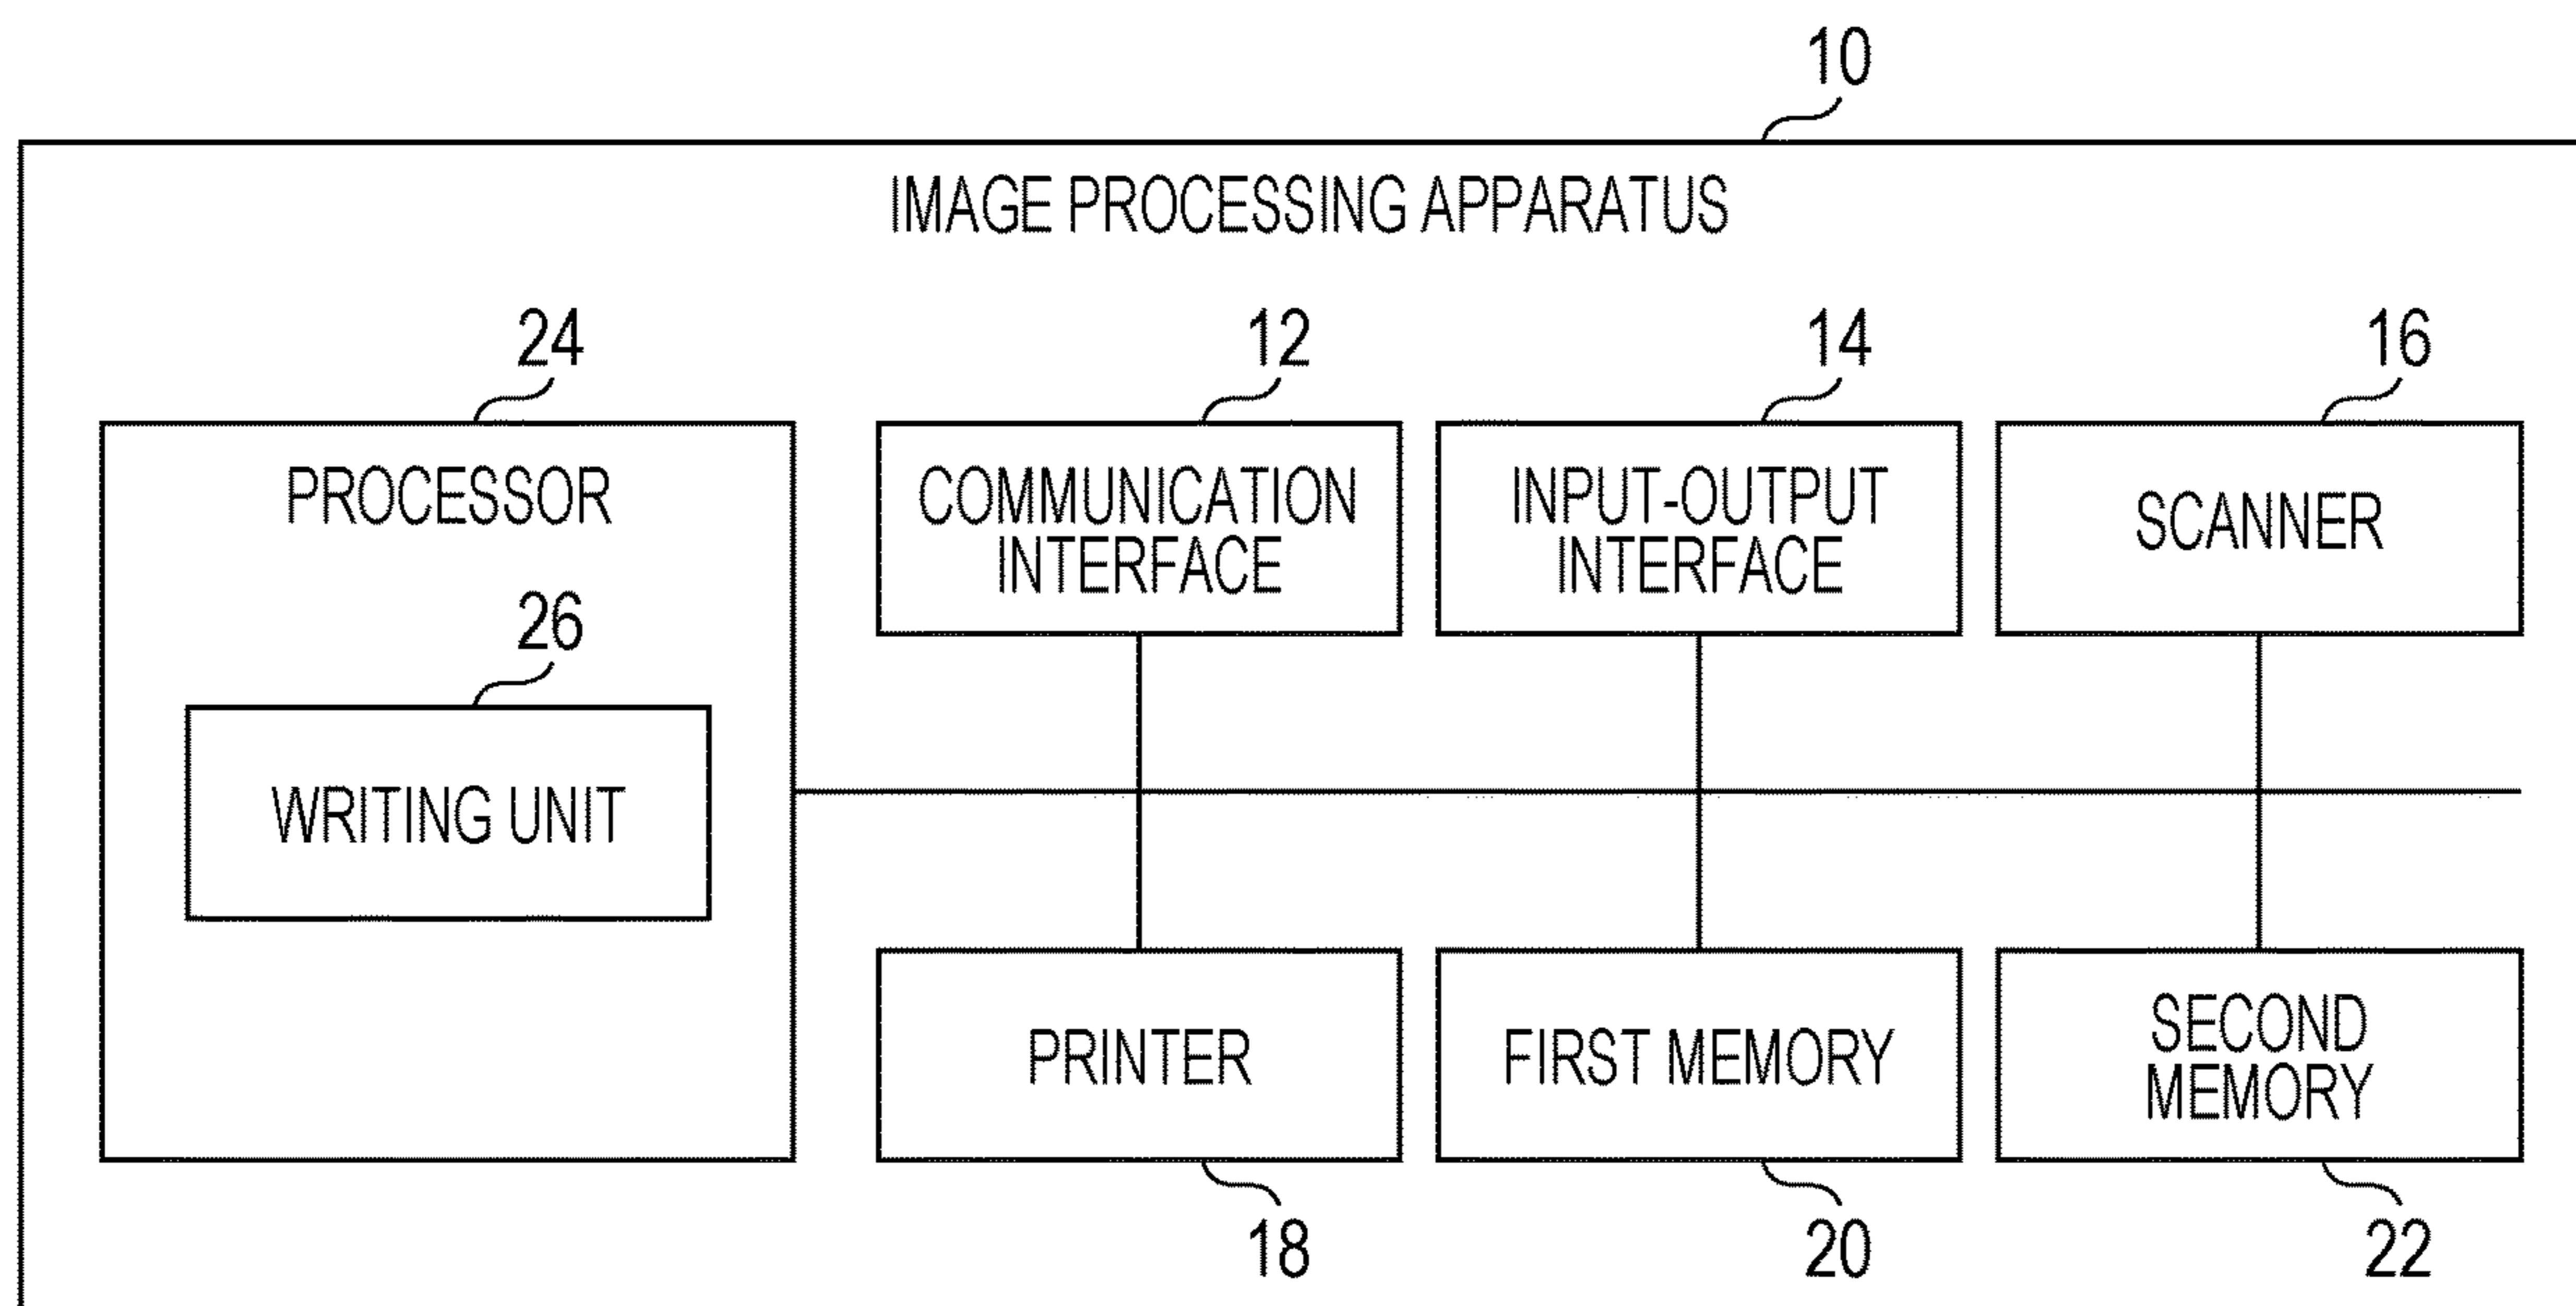 10
IMAGE PROCESSING APPARATUS
24
12
14
16
PROCESSOR
COMMUNICATION
INTERFACE
INPUT-OUTPUT
INTERFACE
SCANNER
26
WRITING UNIT
PRINTER
FIRST MEMORY
SECOND
MEMORY
18
20
22